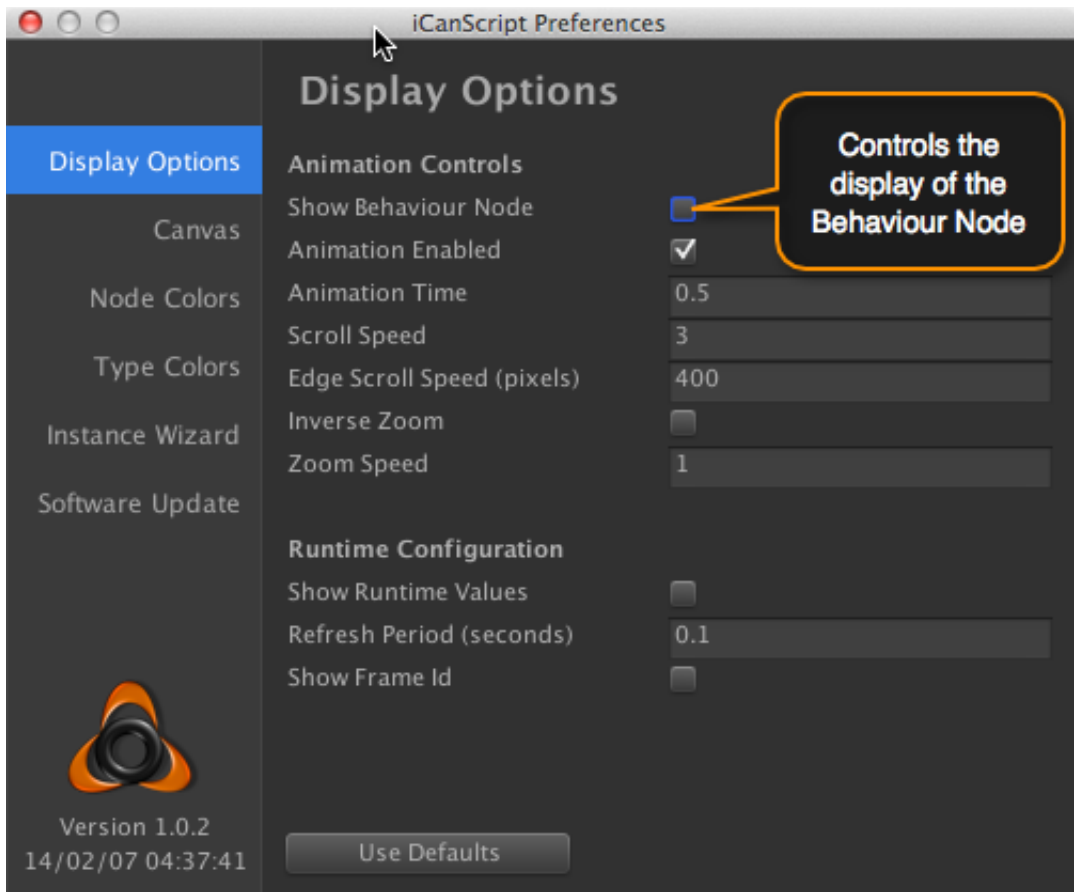 iCanScript Preferences
Display Options
Canvas
Node Colors
Type Colors
Instance Wizard
Software Update
Version 1.0.2
14/02/07 04:37:41
Display Options
Animation Controls
Show Behaviour Node
Controls the
display of the
Behaviour Node
Animation Enabled
Animation Time 0.5
Scroll Speed 3
Edge Scroll Speed (pixels) 400
Inverse Zoom
Zoom Speed 1
Runtime Configuration
Show Runtime Values
Refresh Period (seconds) 0.1
Show Frame Id
Use Defaults